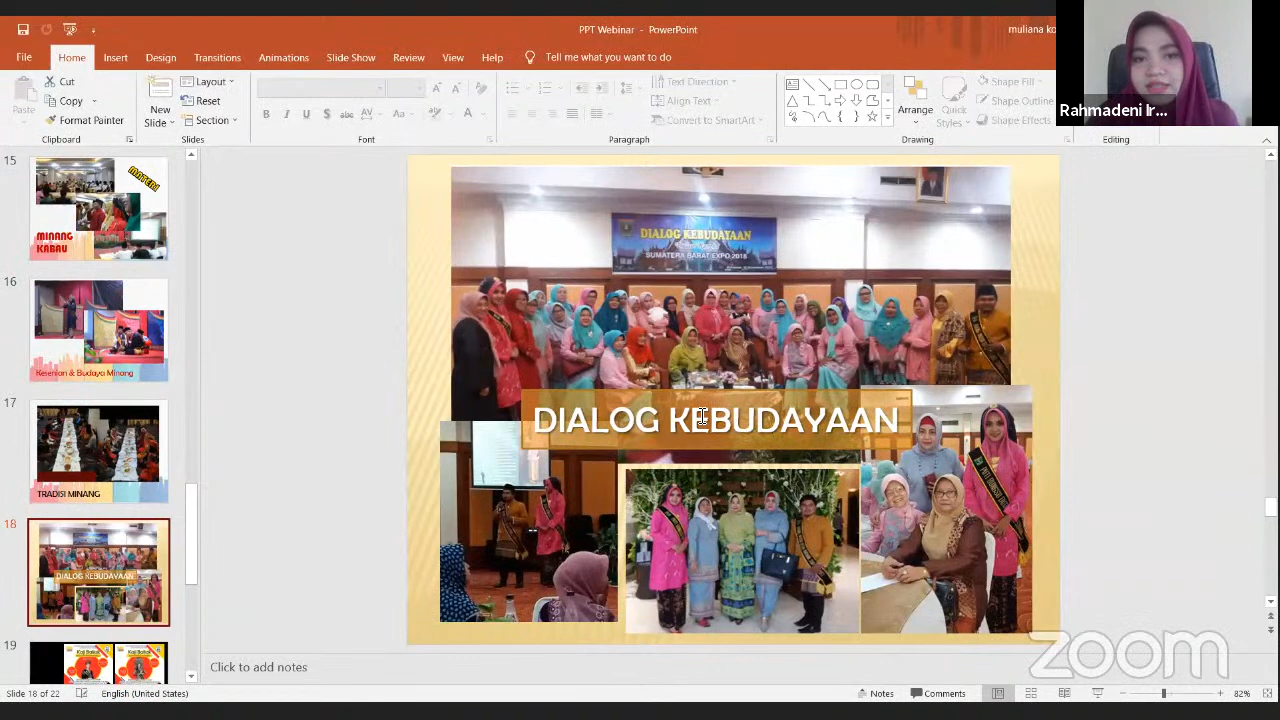 PPT Webinar - PowerPoint
muliana ko
File
Home
Insert
Design
Transitions
Animations
Slide Show
Review
View
Help
Tell me what you want to do
Rahmadeni Ir...
Paste
Cut
Copy
Format Painter
Clipboard
New
Slide
Layout
Reset
Section
Slides
Font
Text Direction
Align Text
Convert to SmartArt
Paragraph
Arrange
Quick
Styles
Shape Fill
Shape Outline
Shape Effects
Drawing
Editing
15
MATERI
MINANG
KABAU
16
Kesenian & Budaya Minang
17
TRADISI MINANG
18
DIALOG KEBUDAYAAN
19
DIALOG KEBUDAYAAN
SUMATERA BARAT EXPO 2018
DIALOG KEBUDAYAAN
zoom
Click to add notes
Slide 18 of 22
English (United States)
Notes
Comments
82%